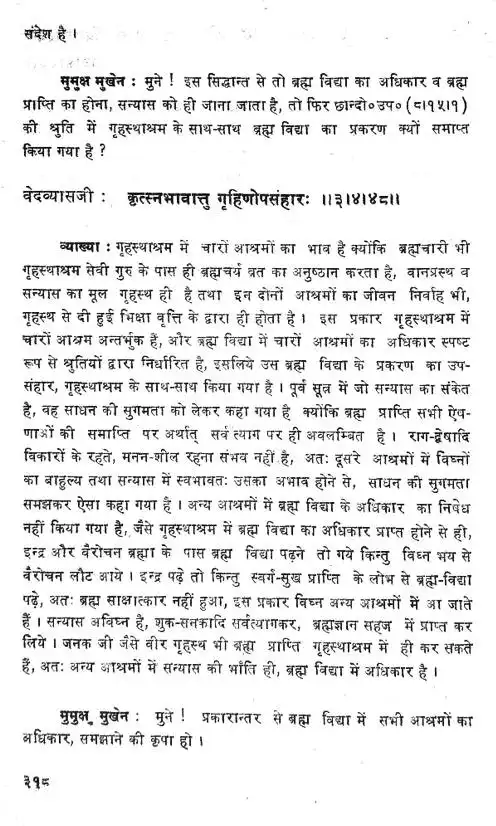 संदेश है ।
मुमुक्ष मुखेन : मुने ! इस सिद्धान्त से तो ब्रह्म विद्या का अधिकार व ब्रह्म
प्राप्ति का होना, सन्यास को ही जाना जाता है, तो फिर छान्दो०उप० (८।१५।१)
की श्रुति में गृहस्थाश्रम के साथ-साथ ब्रह्म विद्या का प्रकरण क्यों समाप्त
किया गया है ?
वेदव्यासजी : कृत्स्नभावात्तु गृहिणोपसंहारः ।।३।४।४८।।
व्याख्या : गृहस्थाश्रम में चारों आश्रमों का भाव है क्योंकि ब्रह्मचारी भी
गृहस्थाश्रम सेवी गुरु के पास ही ब्रह्मचर्य व्रत का अनुष्ठान करता है, वानप्रस्थ व
सन्यास का मूल गृहस्थ ही है तथा इन दोनों आश्रमों का जीवन निर्वाह भी,
गृहस्थ से दी हुई भिक्षा वृत्ति के द्वारा ही होता है । इस प्रकार गृहस्थाश्रम में
चारों आश्रम अन्तर्भुक्त हैं, और ब्रह्म विद्या में चारों आश्रमों का अधिकार स्पष्ट
रूप से श्रुतियों द्वारा निर्धारित है, इसलिये उस ब्रह्म विद्या के प्रकरण का उप-
संहार, गृहस्थाश्रम के साथ-साथ किया गया है । पूर्व सूत्र में जो सन्यास का संकेत
है, वह साधन की सुगमता को लेकर कहा गया है क्योंकि ब्रह्म प्राप्ति सभी ऐष-
णाओं की समाप्ति पर अर्थात् सर्व त्याग पर ही अवलम्बित है । राग-द्वेषादि
विकारों के रहते, मनन-शील रहना संभव नहीं है, अतः दूसरे आश्रमों में विघ्नों
का बाहुल्य तथा सन्यास में स्वभावतः उसका अभाव होने से, साधन की सुगमता
समझकर ऐसा कहा गया है । अन्य आश्रमों में ब्रह्म विद्या के अधिकार का निषेध
नहीं किया गया है, जैसे गृहस्थाश्रम में ब्रह्म विद्या का अधिकार प्राप्त होने से ही,
इन्द्र और वैरोचन ब्रह्मा के पास ब्रह्म विद्या पढ़ने तो गये किन्तु विघ्न भय से
वैरोचन लौट आये । इन्द्र पढ़े तो किन्तु स्वर्ग-सुख प्राप्ति के लोभ से ब्रह्म-विद्या
पढ़े, अतः ब्रह्म साक्षात्कार नहीं हुआ, इस प्रकार विघ्न अन्य आश्रमों में आ जाते
हैं । सन्यास अविघ्न है, शुक-सनकादि सर्वत्यागकर, ब्रह्मज्ञान सहज में प्राप्त कर
लिये । जनक जी जैसे वीर गृहस्थ भी ब्रह्म प्राप्ति गृहस्थाश्रम में ही कर सकते
हैं, अतः अन्य आश्रमों में सन्यास की भाँति ही, ब्रह्म विद्या में अधिकार है ।
मुमुक्षु मुखेन : मुने ! प्रकारान्तर से ब्रह्म विद्या में सभी आश्रमों का
अधिकार, समझाने की कृपा हो ।
३१८